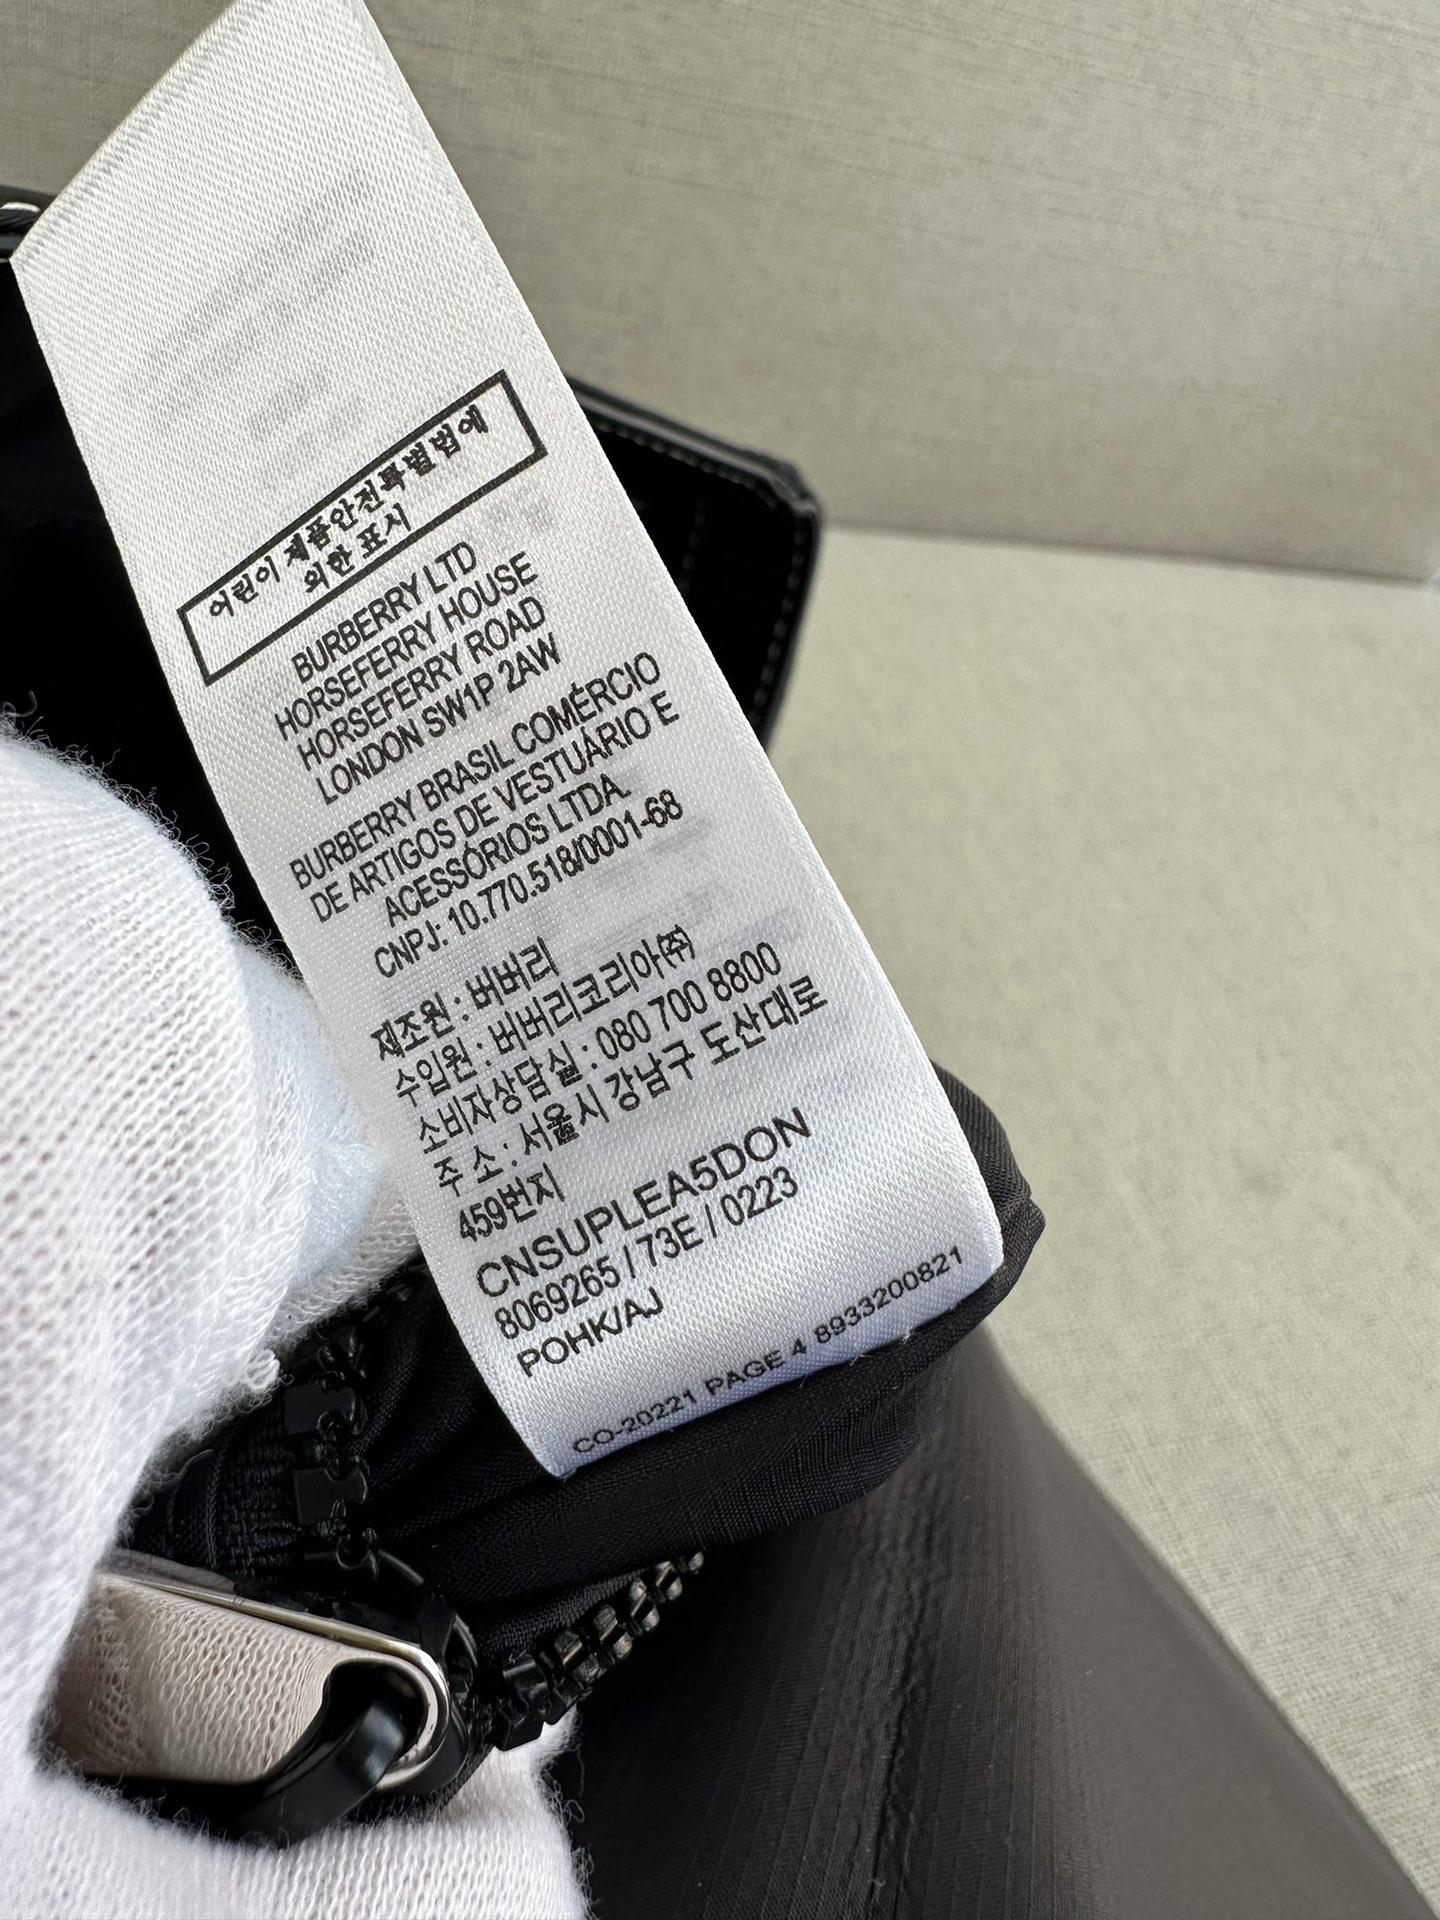 어린이 제품안전특별법에
의한 표시
BURBERRY LTD
HORSEFERRY HOUSE
HORSEFERRY ROAD
LONDON SW1P 2AW
BURBERRY BRASIL COMÉRCIO
DE ARTIGOS DE VESTUÁRIO E
ACESSÓRIOS LTDA.
CNPJ: 10.770.518/0001-68
제조원 : 버버리
수입원 : 버버리코리아(주)
소비자상담실 : 080 700 8800
주 소 : 서울시 강남구 도산대로
459번지
CNSUPLEA5DON
8069265 / 73E / 0223
POHK/AJ
CO-20221 PAGE 4 8933200821